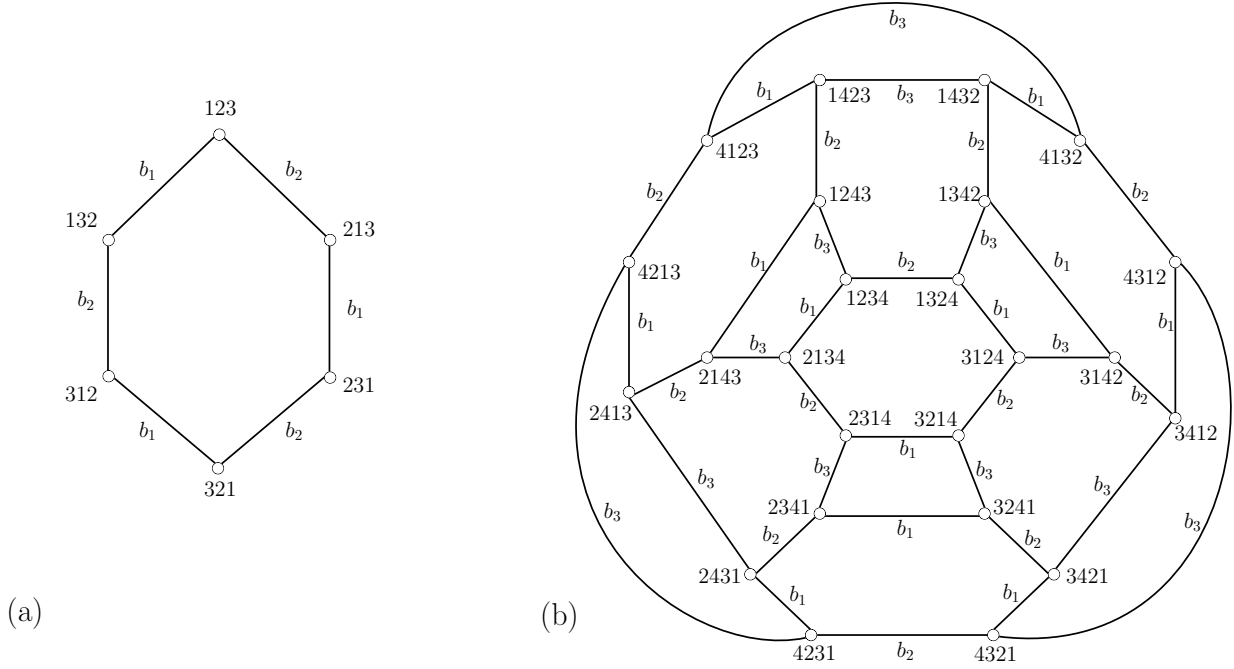 123
b₁
b₂
132
213
b₂
b₁
312
231
b₁
b₂
321
(a)
b₃
b₁
1423
b₃
1432
b₁
4123
b₂
b₂
4132
b₂
1243
1342
b₂
b₃
b₃
4213
b₁
b₂
b₁
4312
1234
1324
b₁
b₁
b₁
b₁
b₃
2134
3124
b₃
2143
3142
b₂
b₂
b₂
b₂
2413
2314
3214
3412
b₁
b₃
b₃
b₃
b₃
2341
3241
b₃
b₂
b₁
b₂
b₃
2431
3421
b₁
b₁
4231
b₂
4321
(b)